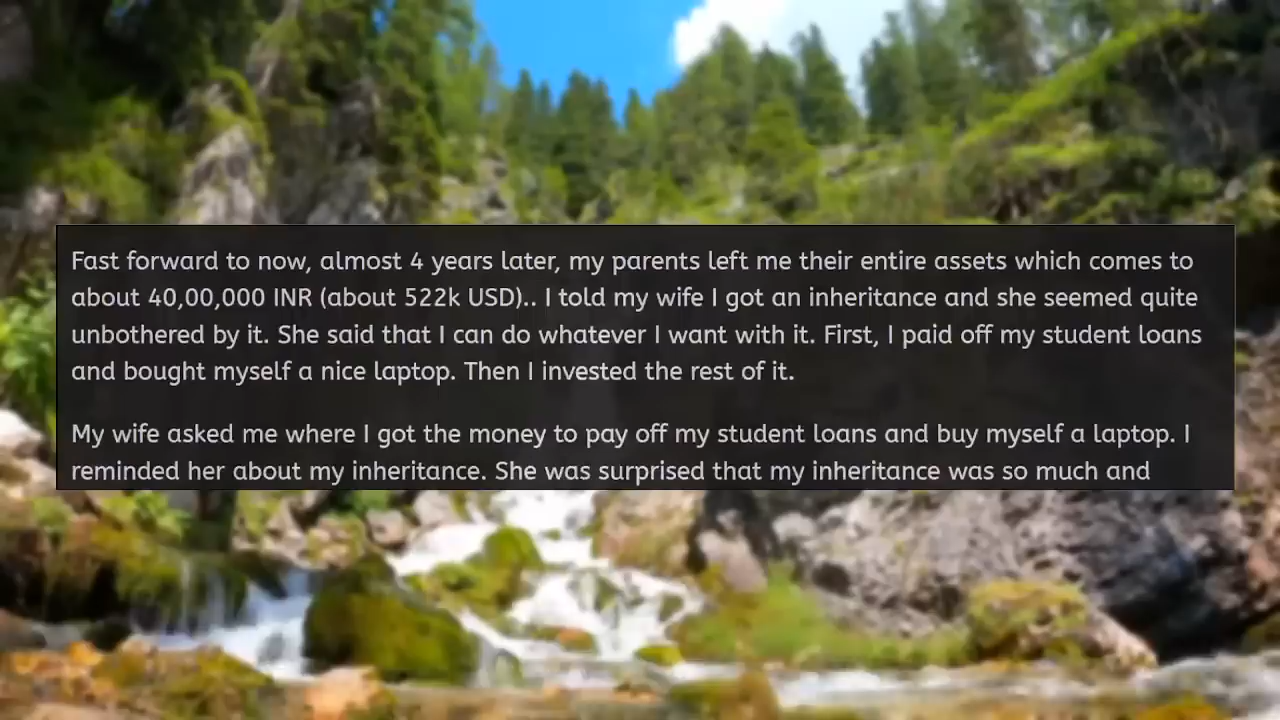 Fast forward to now, almost 4 years later, my parents left me their entire assets which comes to
about 40,00,000 INR (about 522k USD).. I told my wife I got an inheritance and she seemed quite
unbothered by it. She said that I can do whatever I want with it. First, I paid off my student loans
and bought myself a nice laptop. Then I invested the rest of it.
My wife asked me where I got the money to pay off my student loans and buy myself a laptop. I
reminded her about my inheritance. She was surprised that my inheritance was so much and